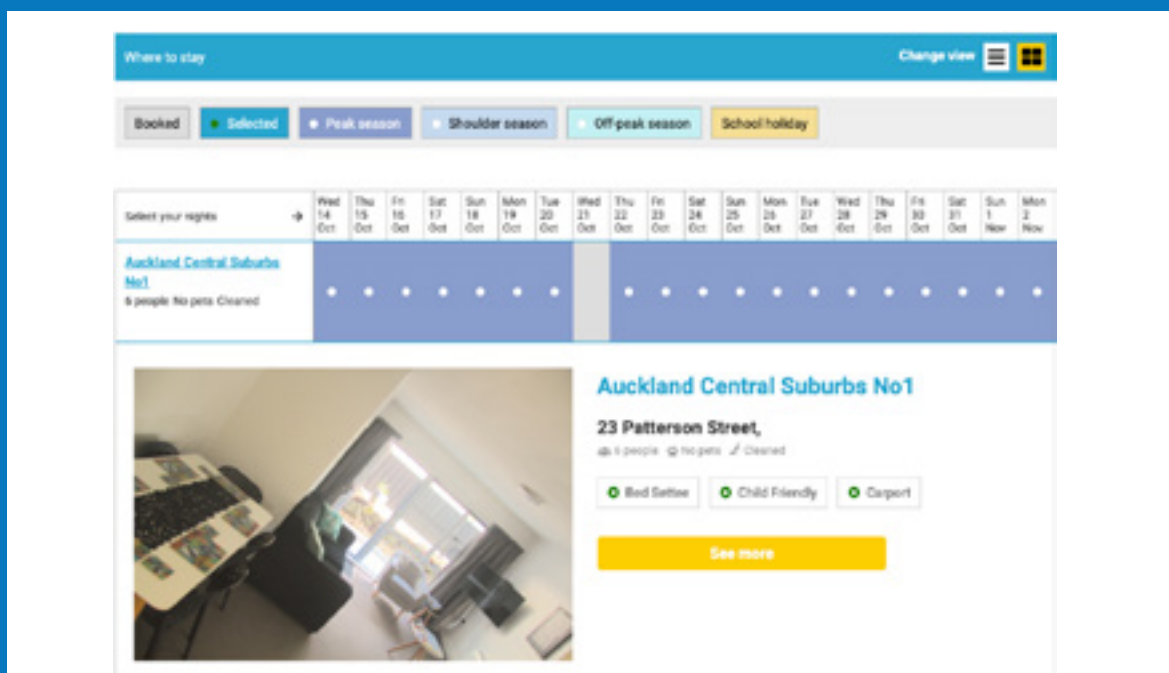 Where to stay
Change view
Booked
Selected
Peak season
Shoulder season
Off-peak season
School holiday
Select your nights
Wed 14 Oct
Thu 15 Oct
Fri 16 Oct
Sat 17 Oct
Sun 18 Oct
Mon 19 Oct
Tue 20 Oct
Wed 21 Oct
Thu 22 Oct
Fri 23 Oct
Sat 24 Oct
Sun 25 Oct
Mon 26 Oct
Tue 27 Oct
Wed 28 Oct
Thu 29 Oct
Fri 30 Oct
Sat 31 Oct
Sun 1 Nov
Mon 2 Nov
Auckland Central Suburbs
No1
6 people No pets Cleaned
Auckland Central Suburbs No1
23 Patterson Street,
6 people No pets Cleaned
Bed Settee
Child Friendly
Carport
See more